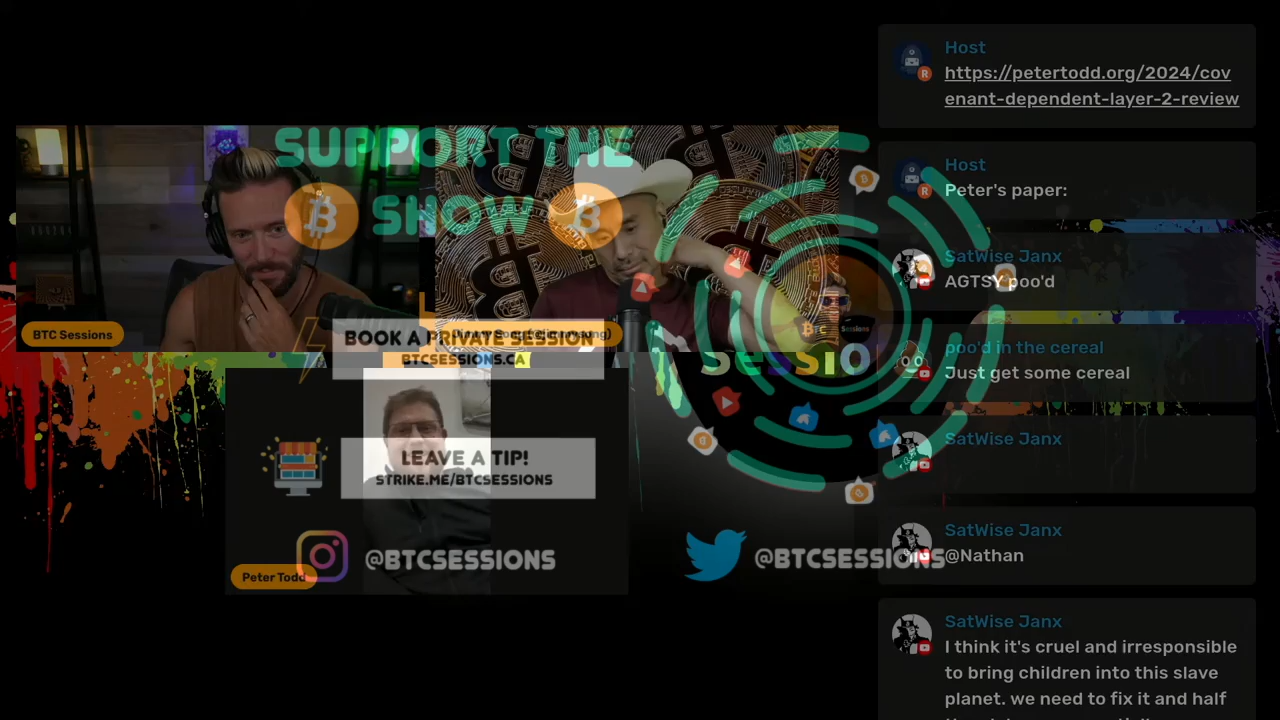 SUPPORT THE
SHOW
BTC Sessions
BOOK A PRIVATE SESSION
BTCSESSIONS.CA
LEAVE A TIP!
STRIKE.ME/BTCSESSIONS
Peter Todd
@BTCSESSIONS
@BTCSESSIONS
BTC Sessions
Sessio
Host
https://petertodd.org/2024/cov
enant-dependent-layer-2-review
Host
Peter's paper:
SatWise Janx
AGTSY poo'd
poo'd in the cereal
Just get some cereal
SatWise Janx
SatWise Janx
@Nathan
SatWise Janx
I think it's cruel and irresponsible
to bring children into this slave
planet. we need to fix it and half